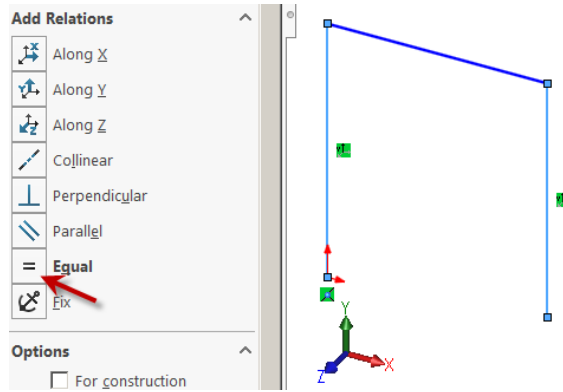 Add Relations
Along X
Along Y
Along Z
Collinear
Perpendicular
Parallel
Equal
Fix
Options
For construction
Y
X
Z